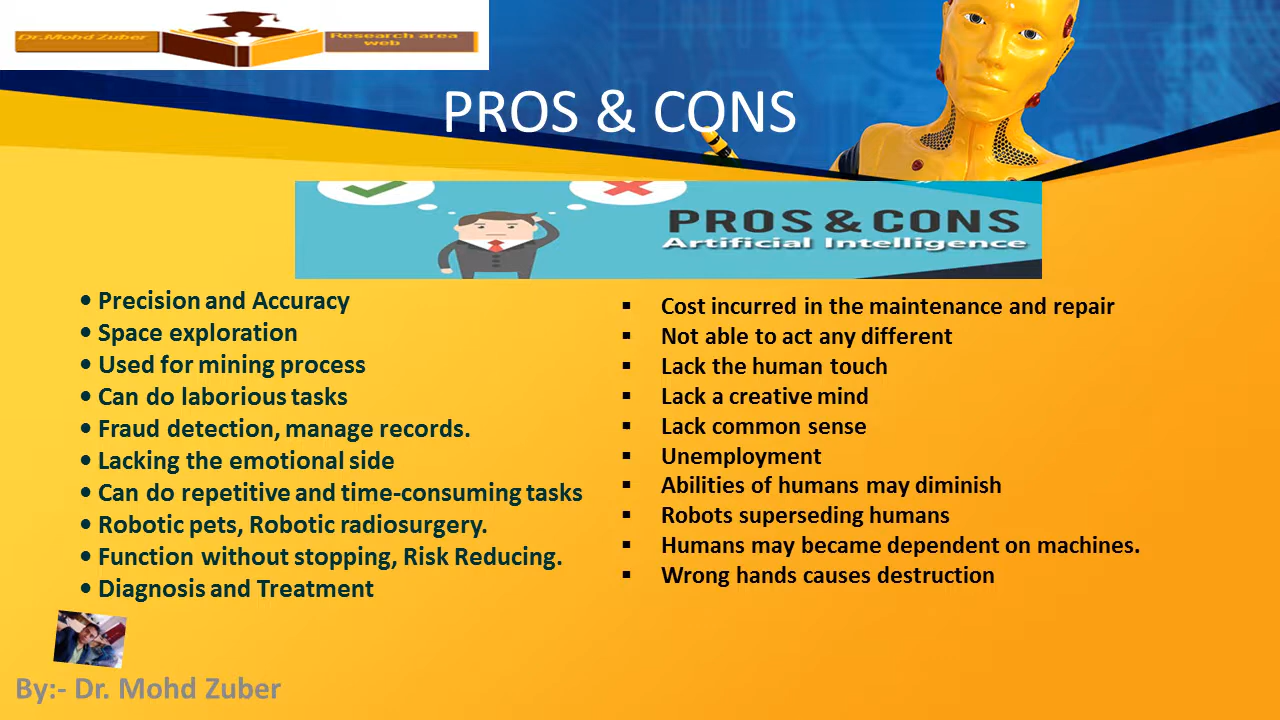 Dr.Mohd Zuber
Research area
web
PROS & CONS
PROS & CONS
Artificial Intelligence
• Precision and Accuracy
• Space exploration
• Used for mining process
• Can do laborious tasks
• Fraud detection, manage records.
• Lacking the emotional side
• Can do repetitive and time-consuming tasks
• Robotic pets, Robotic radiosurgery.
• Function without stopping, Risk Reducing.
• Diagnosis and Treatment
▪ Cost incurred in the maintenance and repair
▪ Not able to act any different
▪ Lack the human touch
▪ Lack a creative mind
▪ Lack common sense
▪ Unemployment
▪ Abilities of humans may diminish
▪ Robots superseding humans
▪ Humans may became dependent on machines.
▪ Wrong hands causes destruction
By:- Dr. Mohd Zuber